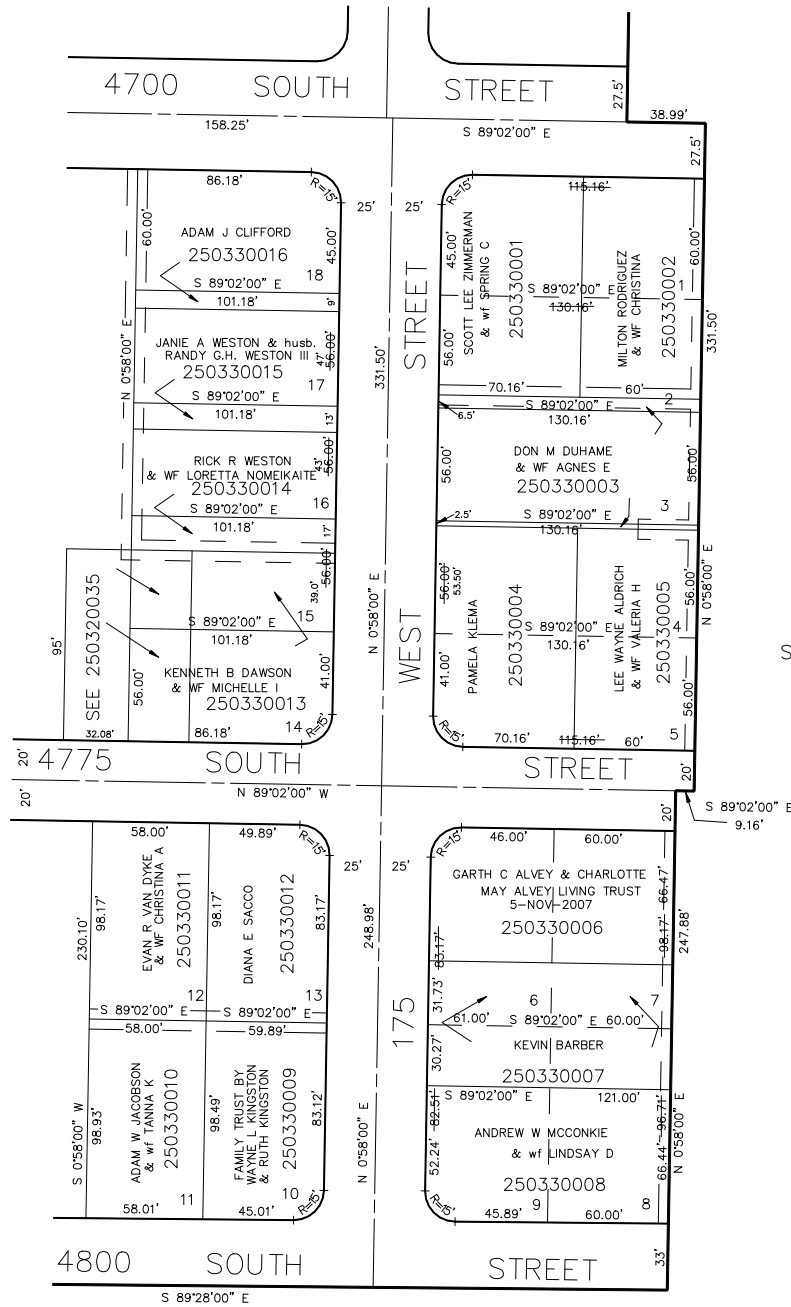 4700 SOUTH STREET
27.5'
38.99'
158.25'
S 89°02'00" E
27.5'
86.18'
R=15'
25'
25'
R=15'
115.16'
60.00'
ADAM J CLIFFORD
250330016
45.00'
18
S 89°02'00" E
101.18'
9'
45.00'
SCOTT LEE ZIMMERMAN
& wf SPRING C
250330001
S 89°02'00" E
130.16'
MILTON RODRIGUEZ
& WF CHRISTINA
250330002
60.00'
1
331.50'
N 0°58'00" E
JANIE A WESTON & husb.
RANDY G.H. WESTON III
250330015
47'
56.00'
17
S 89°02'00" E
101.18'
13'
331.50'
STREET
56.00'
70.16'
60'
2
S 89°02'00" E
130.16'
6.5'
RICK R WESTON
& WF LORETTA NOMEIKAITE
250330014
43'
56.00'
16
S 89°02'00" E
101.18'
17'
56.00'
DON M DUHAME
& WF AGNES E
250330003
56.00'
3
2.5'
S 89°02'00" E
130.16'
95'
SEE 250320035
56.00'
39.0'
15
S 89°02'00" E
101.18'
56.00'
KENNETH B DAWSON
& WF MICHELLE I
250330013
41.00'
14
R=15'
32.08'
86.18'
N 0°58'00" E
WEST
56.00'
53.50'
PAMELA KLEMA
250330004
S 89°02'00" E
130.16'
41.00'
LEE WAYNE ALDRICH
& WF VALERIA H
250330005
56.00'
4
56.00'
5
N 0°58'00" E
S
R=15'
70.16'
115.16'
60'
20'
4775 SOUTH STREET
20'
20'
N 89°02'00" W
20'
S 89°02'00" E
9.16'
58.00'
49.89'
R=15'
25'
25'
R=15'
46.00'
60.00'
230.10'
98.17'
EVAN R VAN DYKE
& WF CHRISTINA A
250330011
12
98.17'
DIANA E SACCO
250330012
83.17'
13
S 89°02'00" E
S 89°02'00" E
58.00'
59.89'
248.98'
GARTH C ALVEY & CHARLOTTE
MAY ALVEY LIVING TRUST
5-NOV-2007
250330006
83.17'
66.47'
98.17'
247.88'
31.73'
6
7
61.00'
S 89°02'00" E
60.00'
175
30.27'
KEVIN BARBER
250330007
S 89°02'00" E
121.00'
S 0°58'00" W
98.93'
ADAM W JACOBSON
& wf TANNA K
250330010
11
98.49'
FAMILY TRUST BY
WAYNE L KINGSTON
& RUTH KINGSTON
250330009
83.12'
10
R=15'
58.01'
45.01'
N 0°58'00" E
82.51'
52.24'
ANDREW W MCCONKIE
& wf LINDSAY D
250330008
96.71'
66.44'
N 0°58'00" E
9
8
R=15'
45.89'
60.00'
33'
4800 SOUTH STREET
S 89°28'00" E